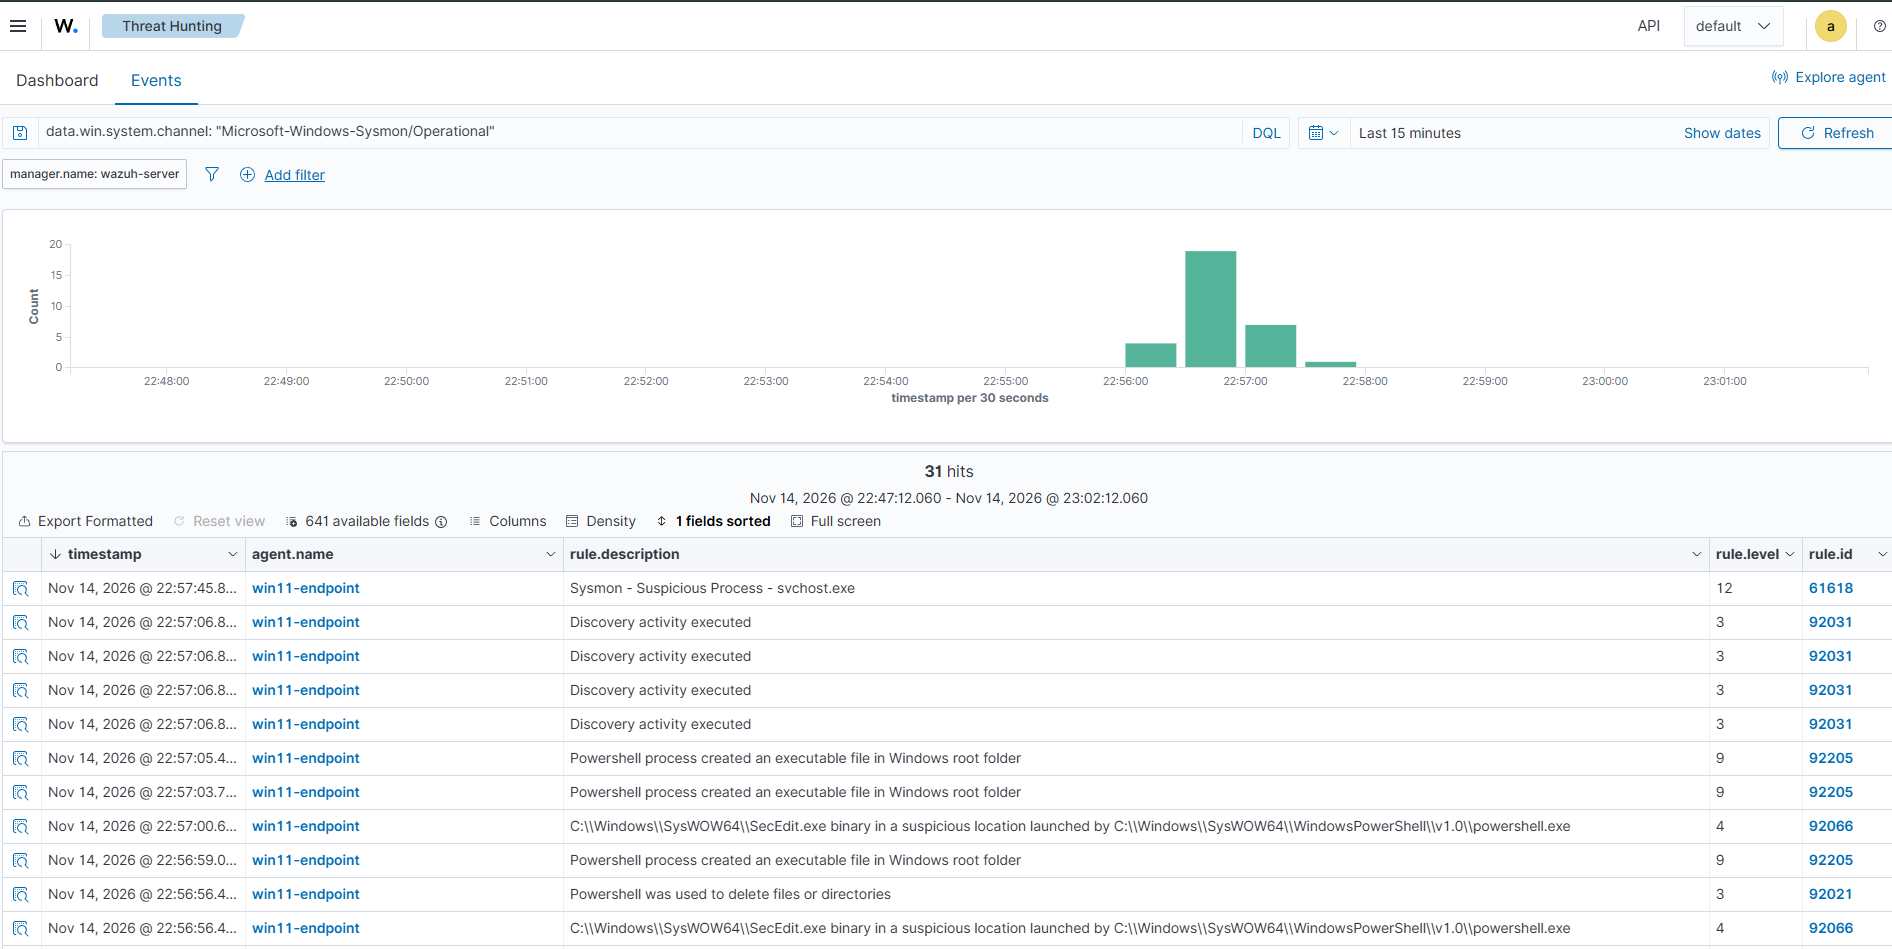 W. Threat Hunting API default a
Dashboard Events Explore agent
data.win.system.channel: "Microsoft-Windows-Sysmon/Operational" DQL Last 15 minutes Show dates Refresh
manager.name: wazuh-server Add filter
20
15
10
5
0
Count
22:48:00 22:49:00 22:50:00 22:51:00 22:52:00 22:53:00 22:54:00 22:55:00 22:56:00 22:57:00 22:58:00 22:59:00 23:00:00 23:01:00
timestamp per 30 seconds
31 hits
Nov 14, 2026 @ 22:47:12.060 - Nov 14, 2026 @ 23:02:12.060
Export Formatted Reset view 641 available fields Columns Density 1 fields sorted Full screen
timestamp agent.name rule.description rule.level rule.id
Nov 14, 2026 @ 22:57:45.8... win11-endpoint Sysmon - Suspicious Process - svchost.exe 12 61618
Nov 14, 2026 @ 22:57:06.8... win11-endpoint Discovery activity executed 3 92031
Nov 14, 2026 @ 22:57:06.8... win11-endpoint Discovery activity executed 3 92031
Nov 14, 2026 @ 22:57:06.8... win11-endpoint Discovery activity executed 3 92031
Nov 14, 2026 @ 22:57:06.8... win11-endpoint Discovery activity executed 3 92031
Nov 14, 2026 @ 22:57:05.4... win11-endpoint Powershell process created an executable file in Windows root folder 9 92205
Nov 14, 2026 @ 22:57:03.7... win11-endpoint Powershell process created an executable file in Windows root folder 9 92205
Nov 14, 2026 @ 22:57:00.6... win11-endpoint C:\\Windows\\SysWOW64\\SecEdit.exe binary in a suspicious location launched by C:\\Windows\\SysWOW64\\WindowsPowerShell\\v1.0\\powershell.exe 4 92066
Nov 14, 2026 @ 22:56:59.0... win11-endpoint Powershell process created an executable file in Windows root folder 9 92205
Nov 14, 2026 @ 22:56:56.4... win11-endpoint Powershell was used to delete files or directories 3 92021
Nov 14, 2026 @ 22:56:56.4... win11-endpoint C:\\Windows\\SysWOW64\\SecEdit.exe binary in a suspicious location launched by C:\\Windows\\SysWOW64\\WindowsPowerShell\\v1.0\\powershell.exe 4 92066